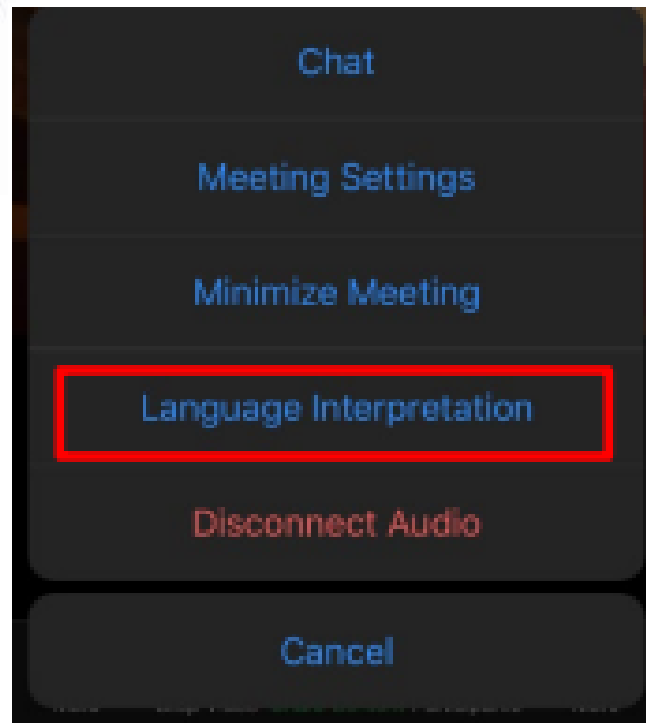 Chat
Meeting Settings
Minimize Meeting
Language Interpretation
Disconnect Audio
Cancel